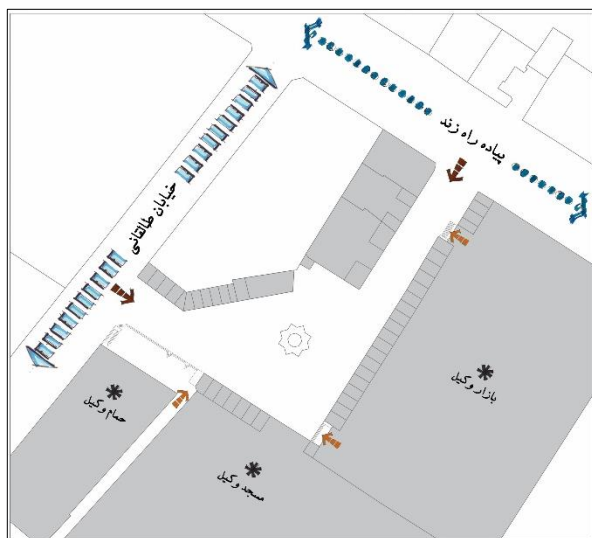 پیاده راه زند
خیابان طالقانی
بازار وکیل
حمام وکیل
مسجد وکیل